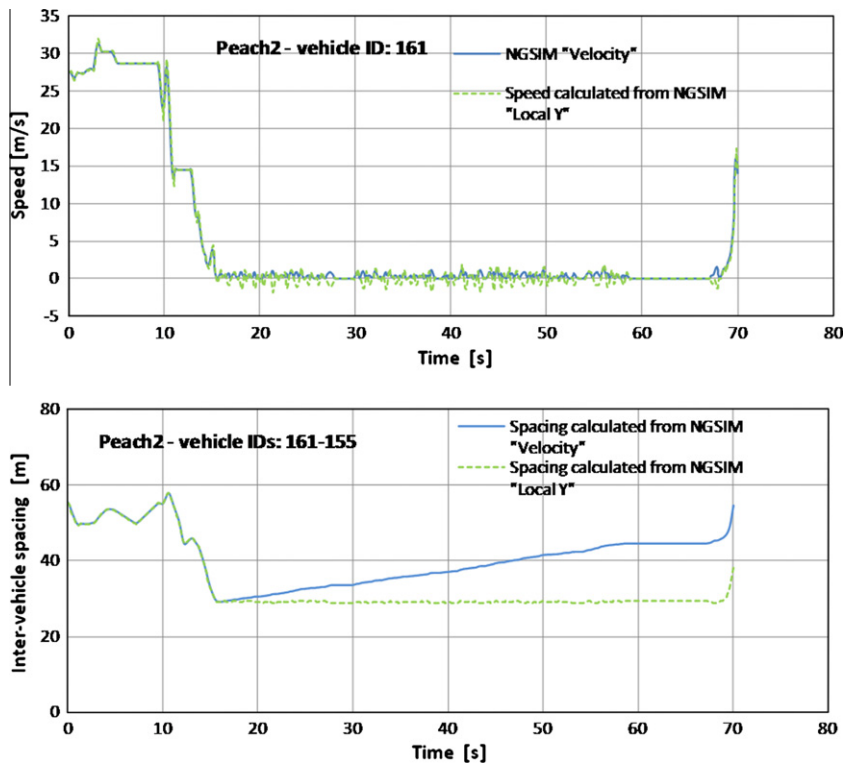 35
30
25
20
15
10
5
0
-5
Speed [m/s]
Peach2 - vehicle ID: 161
NGSIM "Velocity"
Speed calculated from NGSIM
"Local Y"
0 10 20 30 40 50 60 70 80
Time [s]
80
60
40
20
0
Inter-vehicle spacing [m]
Peach2 - vehicle IDs: 161-155
Spacing calculated from NGSIM
"Velocity"
Spacing calculated from NGSIM
"Local Y"
0 10 20 30 40 50 60 70 80
Time [s]